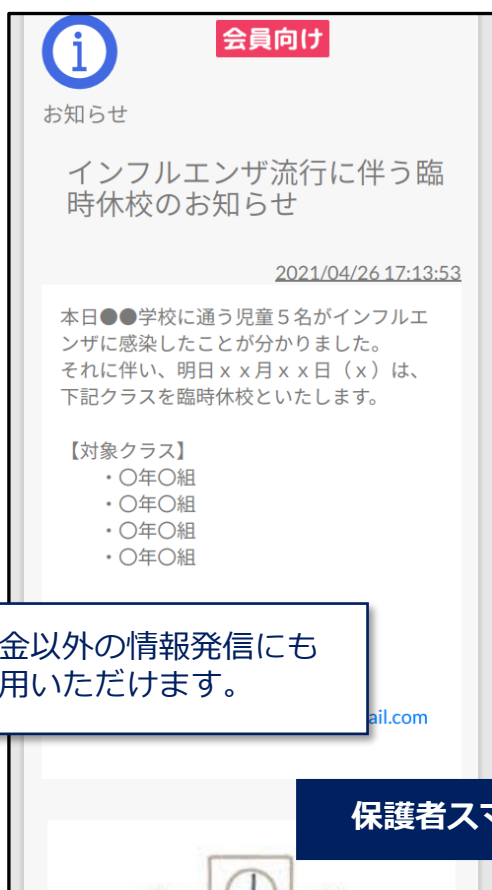 会員向け
お知らせ
インフルエンザ流行に伴う臨
時休校のお知らせ
2021/04/26 17:13:53
本日●●学校に通う児童５名がインフルエ
ンザに感染したことが分かりました。
それに伴い、明日ｘｘ月ｘｘ日（ｘ）は、
下記クラスを臨時休校といたします。
【対象クラス】
・〇年〇組
・〇年〇組
・〇年〇組
・〇年〇組
金以外の情報発信にも
用いただけます。
ail.com
保護者スマ